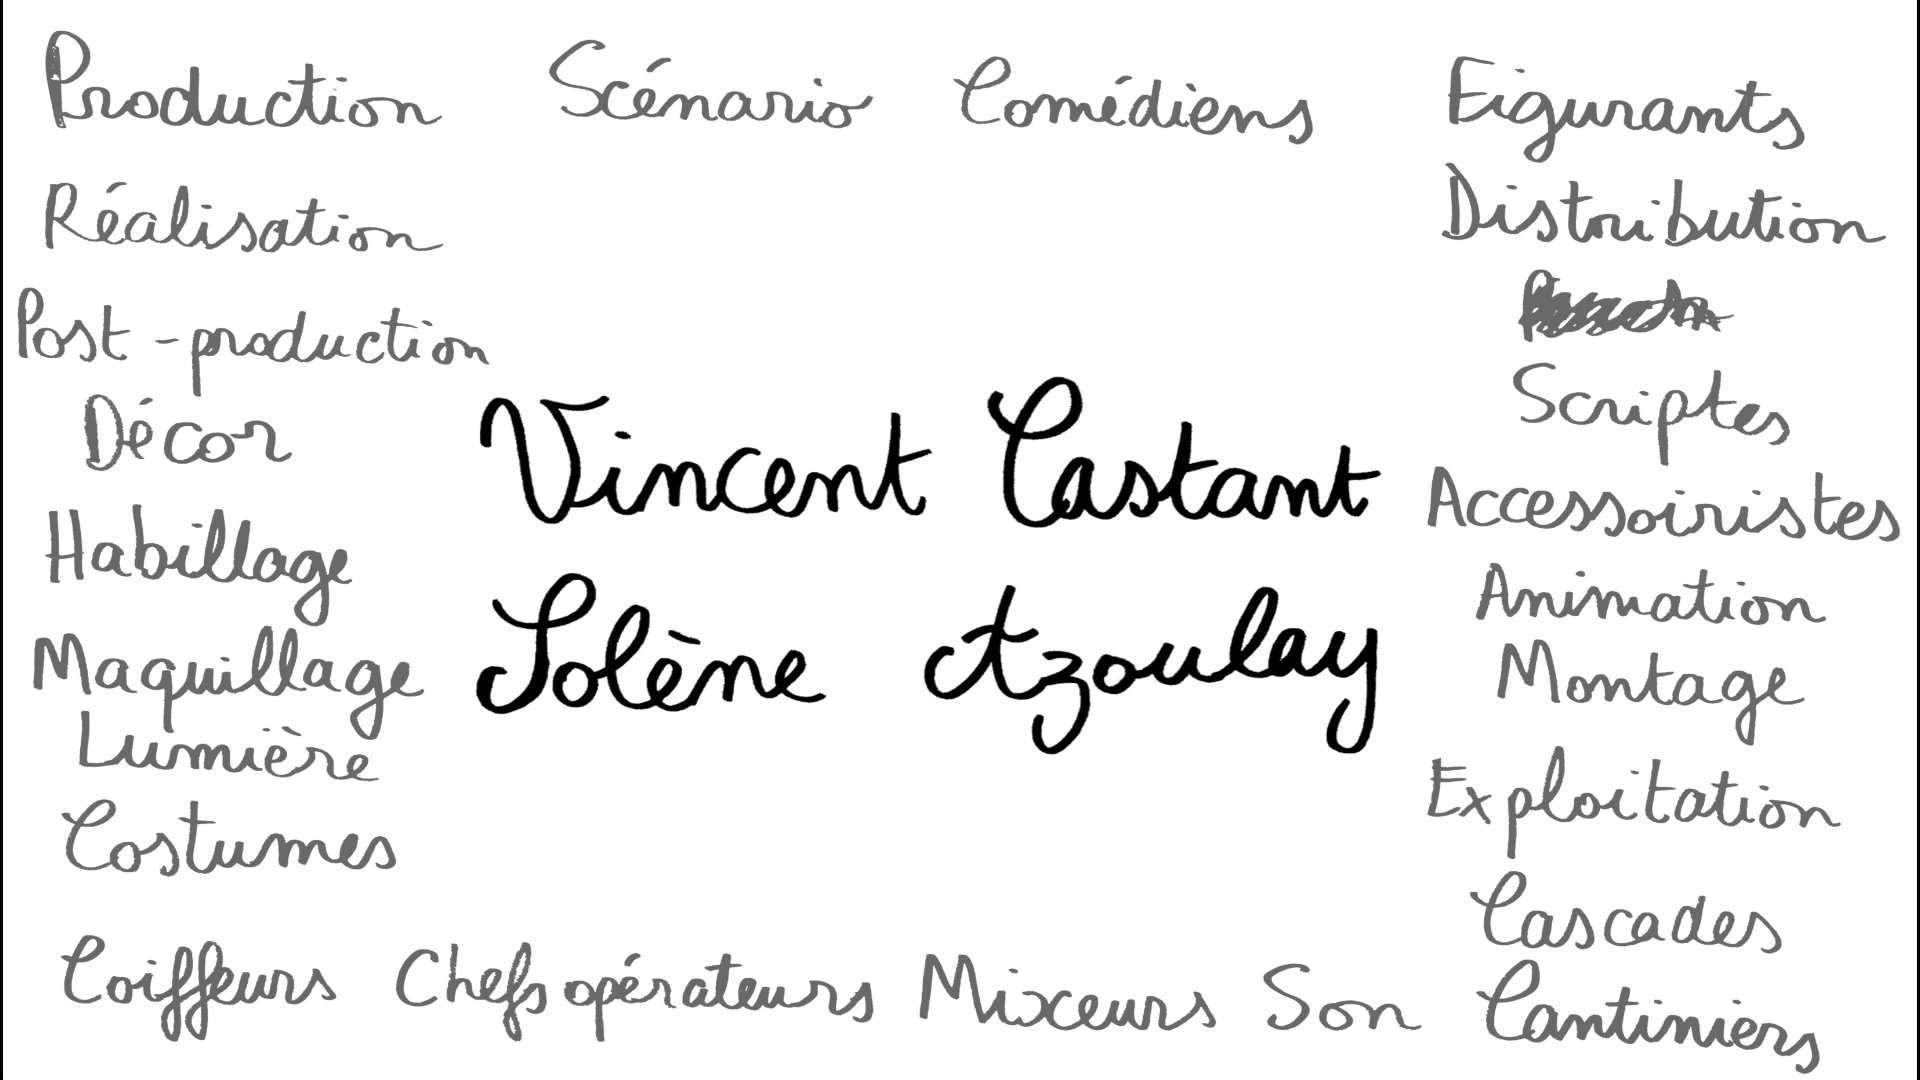 Production Scénario Comédiens Figurants
Réalisation Distribution
Post-production
Décor Scriptes
Vincent Castant
Habillage Accessoiristes
Solène Azoulay
Animation
Maquillage Montage
Lumière Exploitation
Costumes
Cascades
Coiffeurs Chefs opérateurs Mixeurs Son Cantiniers